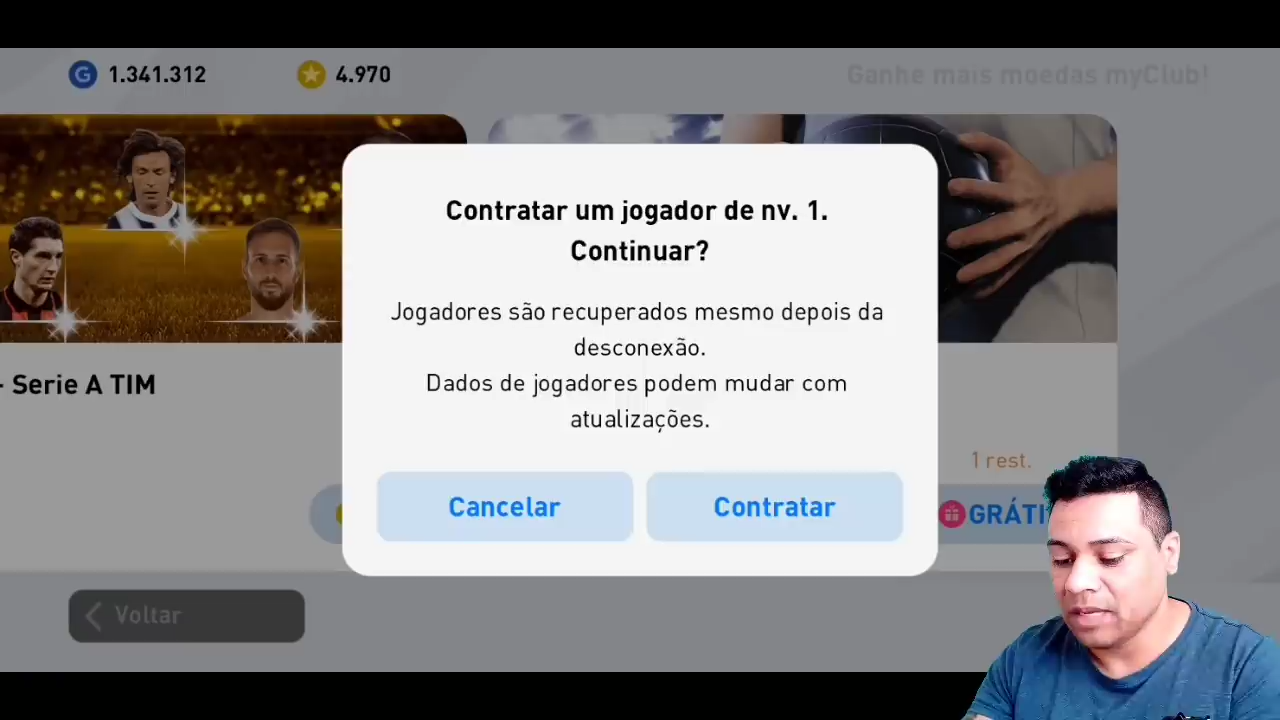 G 1.341.312
4.970
Ganhe mais moedas myClub!
Contratar um jogador de nv. 1.
Continuar?
Jogadores são recuperados mesmo depois da
desconexão.
Dados de jogadores podem mudar com
atualizações.
- Serie A TIM
1 rest.
Cancelar
Contratar
GRÁTI
Voltar